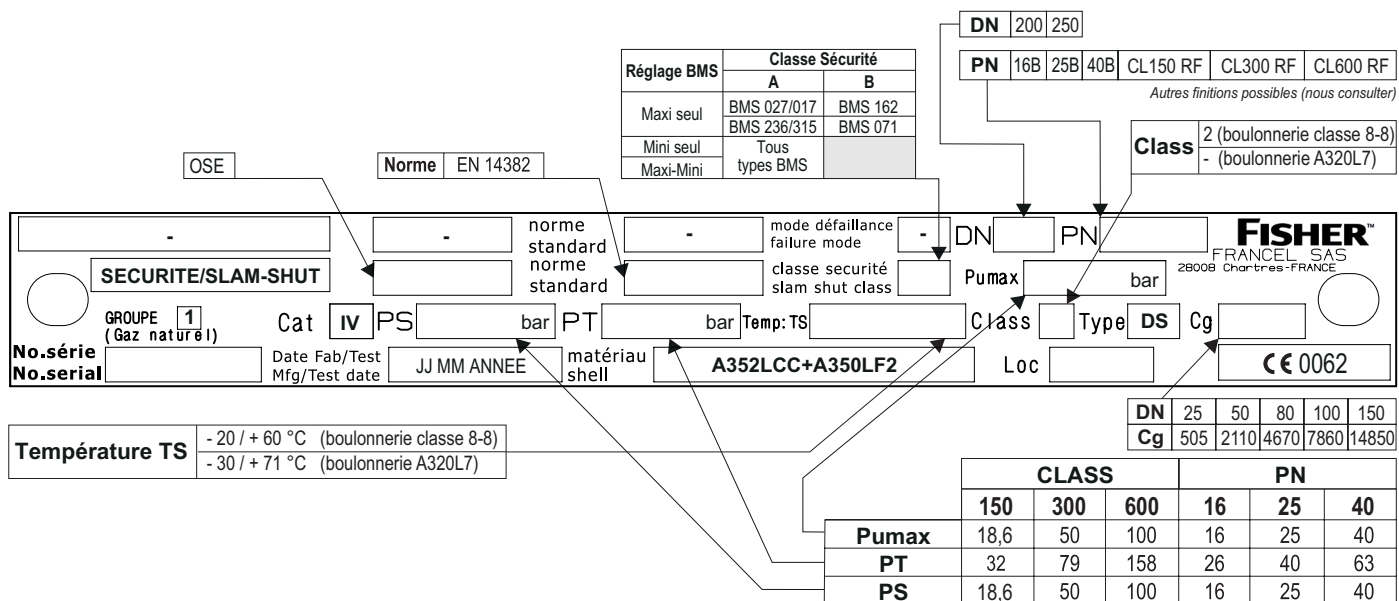 DN 200 250
PN 16B 25B 40B CL150 RF CL300 RF CL600 RF
Autres finitions possibles (nous consulter)
Réglage BMS Classe Sécurité
A B
Maxi seul BMS 027/017 BMS 162
BMS 236/315 BMS 071
Mini seul Tous
Maxi-Mini types BMS
Class 2 (boulonnerie classe 8-8)
- (boulonnerie A320L7)
OSE
Norme EN 14382
- - norme - mode défaillance - DN PN FISHER™
standard failure mode
FRANCEL SAS
28008 Chartres-FRANCE
SECURITE/SLAM-SHUT norme classe securité Pumax bar
standard slam shut class
GROUPE 1 Cat IV PS bar PT bar Temp: TS Class Type DS Cg
(Gaz naturel)
No.série Date Fab/Test JJ MM ANNEE matériau A352LCC+A350LF2 Loc CE 0062
No.serial Mfg/Test date shell
DN 25 50 80 100 150
Cg 505 2110 4670 7860 14850
Température TS - 20 / + 60 °C (boulonnerie classe 8-8)
- 30 / + 71 °C (boulonnerie A320L7)
CLASS PN
150 300 600 16 25 40
Pumax 18,6 50 100 16 25 40
PT 32 79 158 26 40 63
PS 18,6 50 100 16 25 40